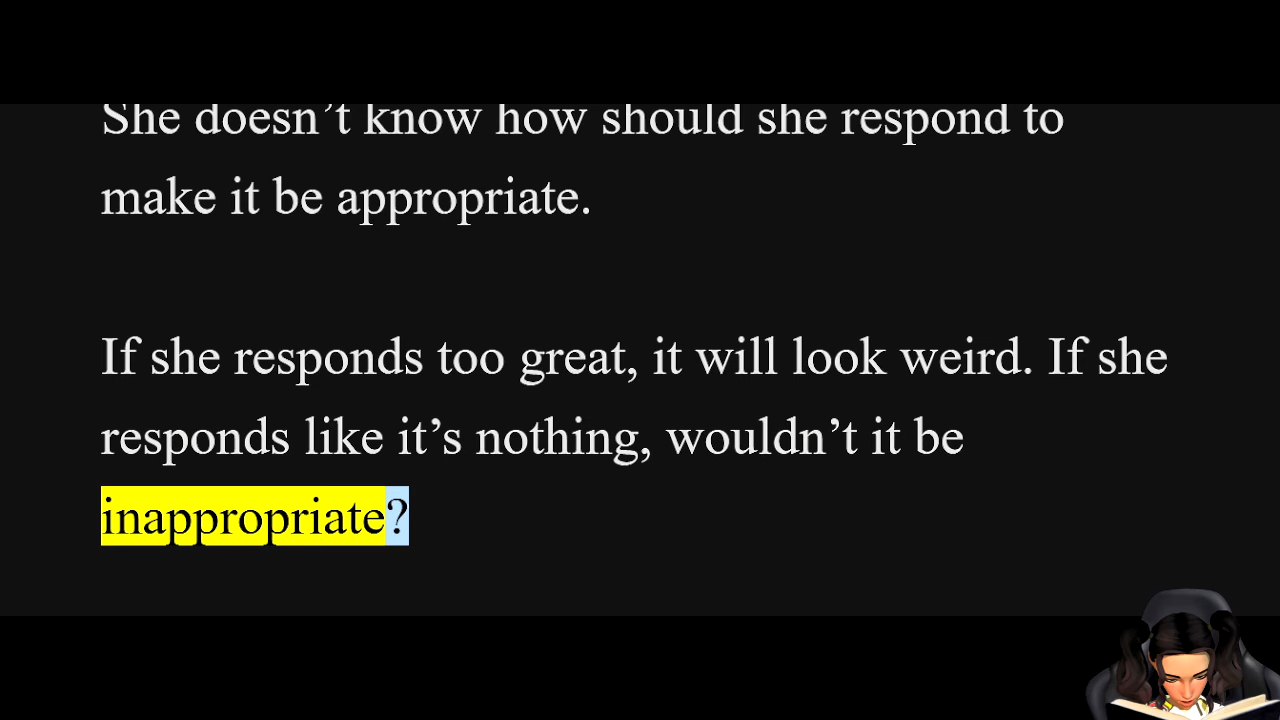 She doesn’t know how should she respond to
make it be appropriate.
If she responds too great, it will look weird. If she
responds like it’s nothing, wouldn’t it be
inappropriate?